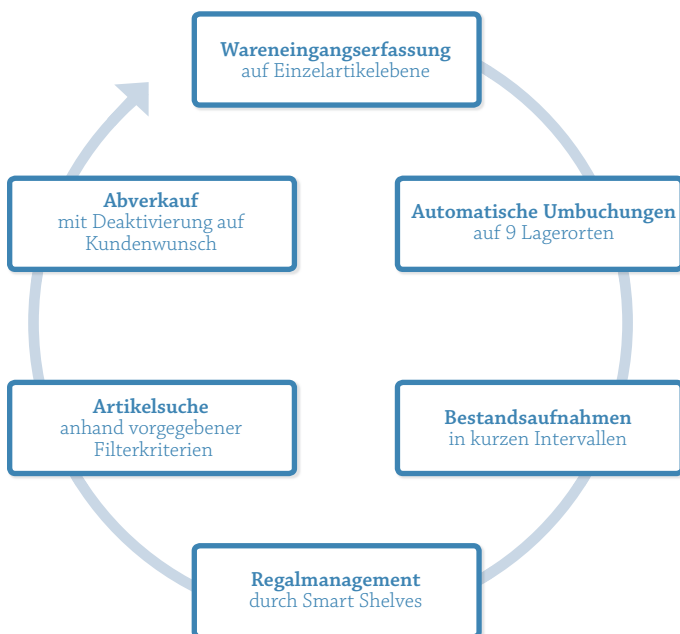 Wareneingangserfassung
auf Einzelartikelebene
Automatische Umbuchungen
auf 9 Lagerorten
Bestandsaufnahmen
in kurzen Intervallen
Regalmanagement
durch Smart Shelves
Artikelsuche
anhand vorgegebener
Filterkriterien
Abverkauf
mit Deaktivierung auf
Kundenwunsch